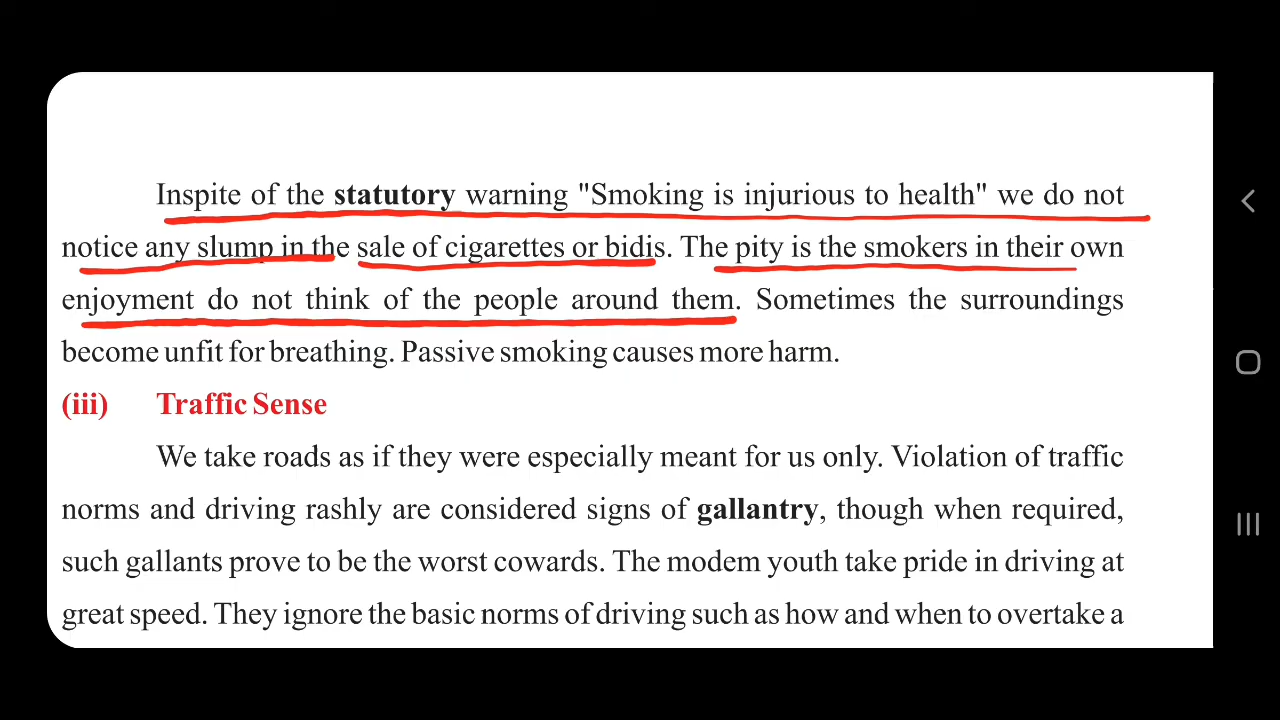 Inspite of the statutory warning "Smoking is injurious to health" we do not
notice any slump in the sale of cigarettes or bidis. The pity is the smokers in their own
enjoyment do not think of the people around them. Sometimes the surroundings
become unfit for breathing. Passive smoking causes more harm.
(iii) Traffic Sense
We take roads as if they were especially meant for us only. Violation of traffic
norms and driving rashly are considered signs of gallantry, though when required,
such gallants prove to be the worst cowards. The modem youth take pride in driving at
great speed. They ignore the basic norms of driving such as how and when to overtake a